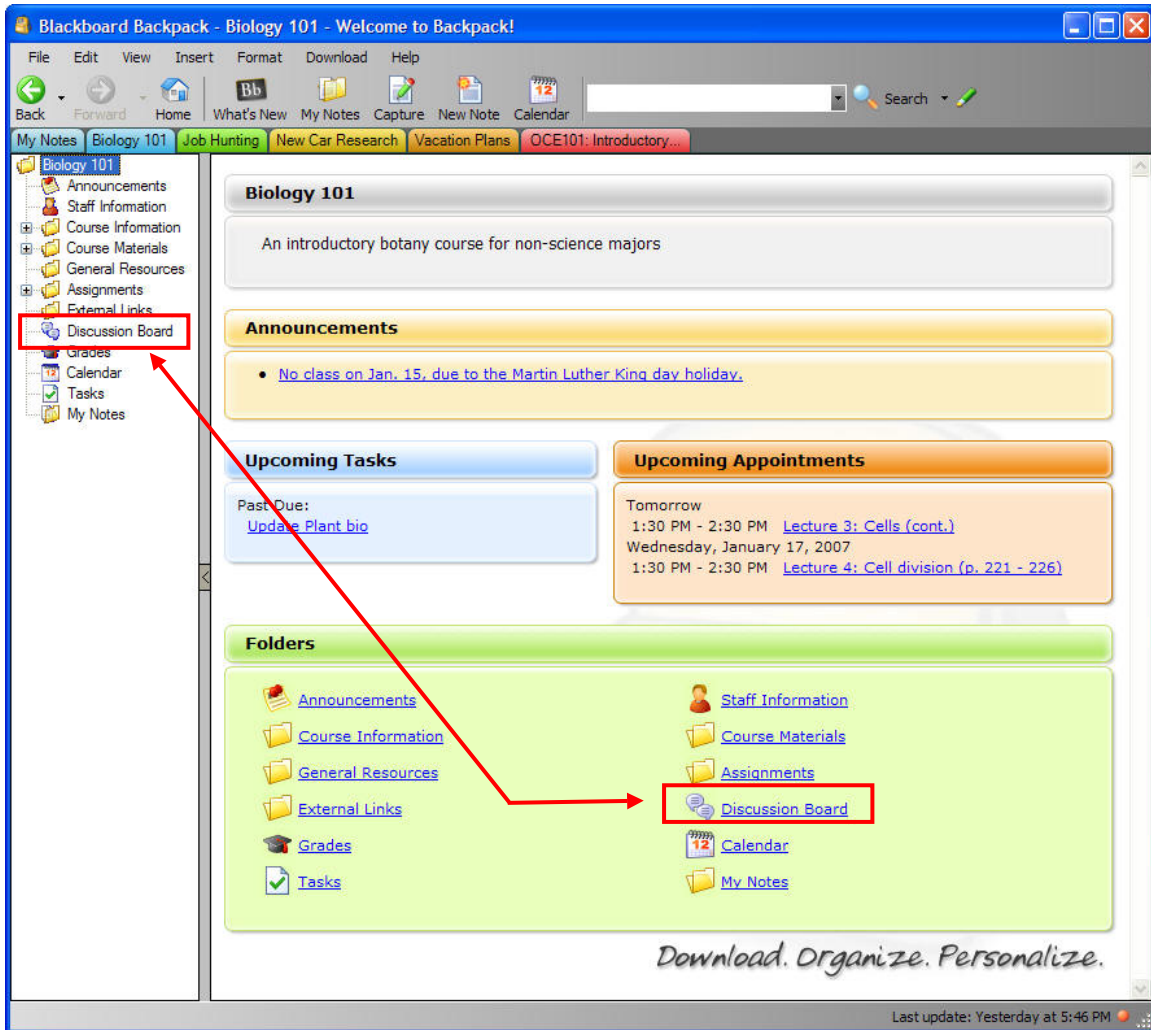 Blackboard Backpack - Biology 101 - Welcome to Backpack!
File Edit View Insert Format Download Help
Back Forward Home Bb What's New My Notes Capture New Note 12 Calendar Search
My Notes Biology 101 Job Hunting New Car Research Vacation Plans OCE101: Introductory...
Biology 101
Announcements
Staff Information
Course Information
Course Materials
General Resources
Assignments
External Links
Discussion Board
Grades
12 Calendar
Tasks
My Notes
Biology 101
An introductory botany course for non-science majors
Announcements
• No class on Jan. 15, due to the Martin Luther King day holiday.
Upcoming Tasks
Past Due:
Update Plant bio
Upcoming Appointments
Tomorrow
1:30 PM - 2:30 PM Lecture 3: Cells (cont.)
Wednesday, January 17, 2007
1:30 PM - 2:30 PM Lecture 4: Cell division (p. 221 - 226)
Folders
Announcements Staff Information
Course Information Course Materials
General Resources Assignments
External Links Discussion Board
Grades 12 Calendar
Tasks My Notes
Download. Organize. Personalize.
Last update: Yesterday at 5:46 PM